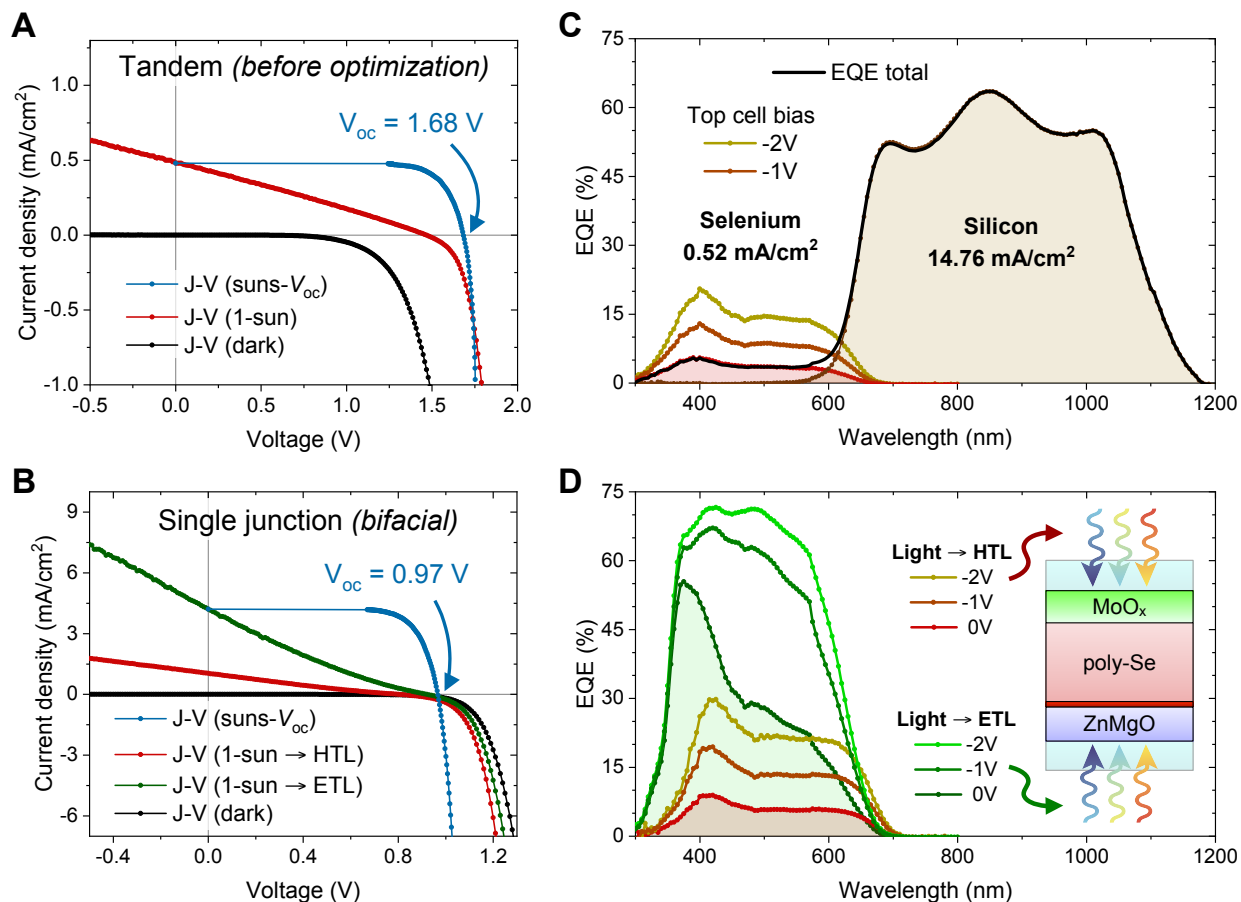 A
Tandem (before optimization)
V_oc = 1.68 V
J-V (suns-V_oc)
J-V (1-sun)
J-V (dark)
Current density (mA/cm²)
1.0
0.5
0.0
-0.5
-1.0
-0.5
0.0
0.5
1.0
1.5
2.0
Voltage (V)
B
Single junction (bifacial)
V_oc = 0.97 V
J-V (suns-V_oc)
J-V (1-sun → HTL)
J-V (1-sun → ETL)
J-V (dark)
Current density (mA/cm²)
9
6
3
0
-3
-6
-0.4
0.0
0.4
0.8
1.2
Voltage (V)
C
EQE total
Top cell bias
-2V
-1V
Selenium
0.52 mA/cm²
Silicon
14.76 mA/cm²
EQE (%)
75
60
45
30
15
0
400
600
800
1000
1200
Wavelength (nm)
D
Light → HTL
-2V
-1V
0V
Light → ETL
-2V
-1V
0V
MoOₓ
poly-Se
ZnMgO
EQE (%)
75
60
45
30
15
0
400
600
800
1000
1200
Wavelength (nm)